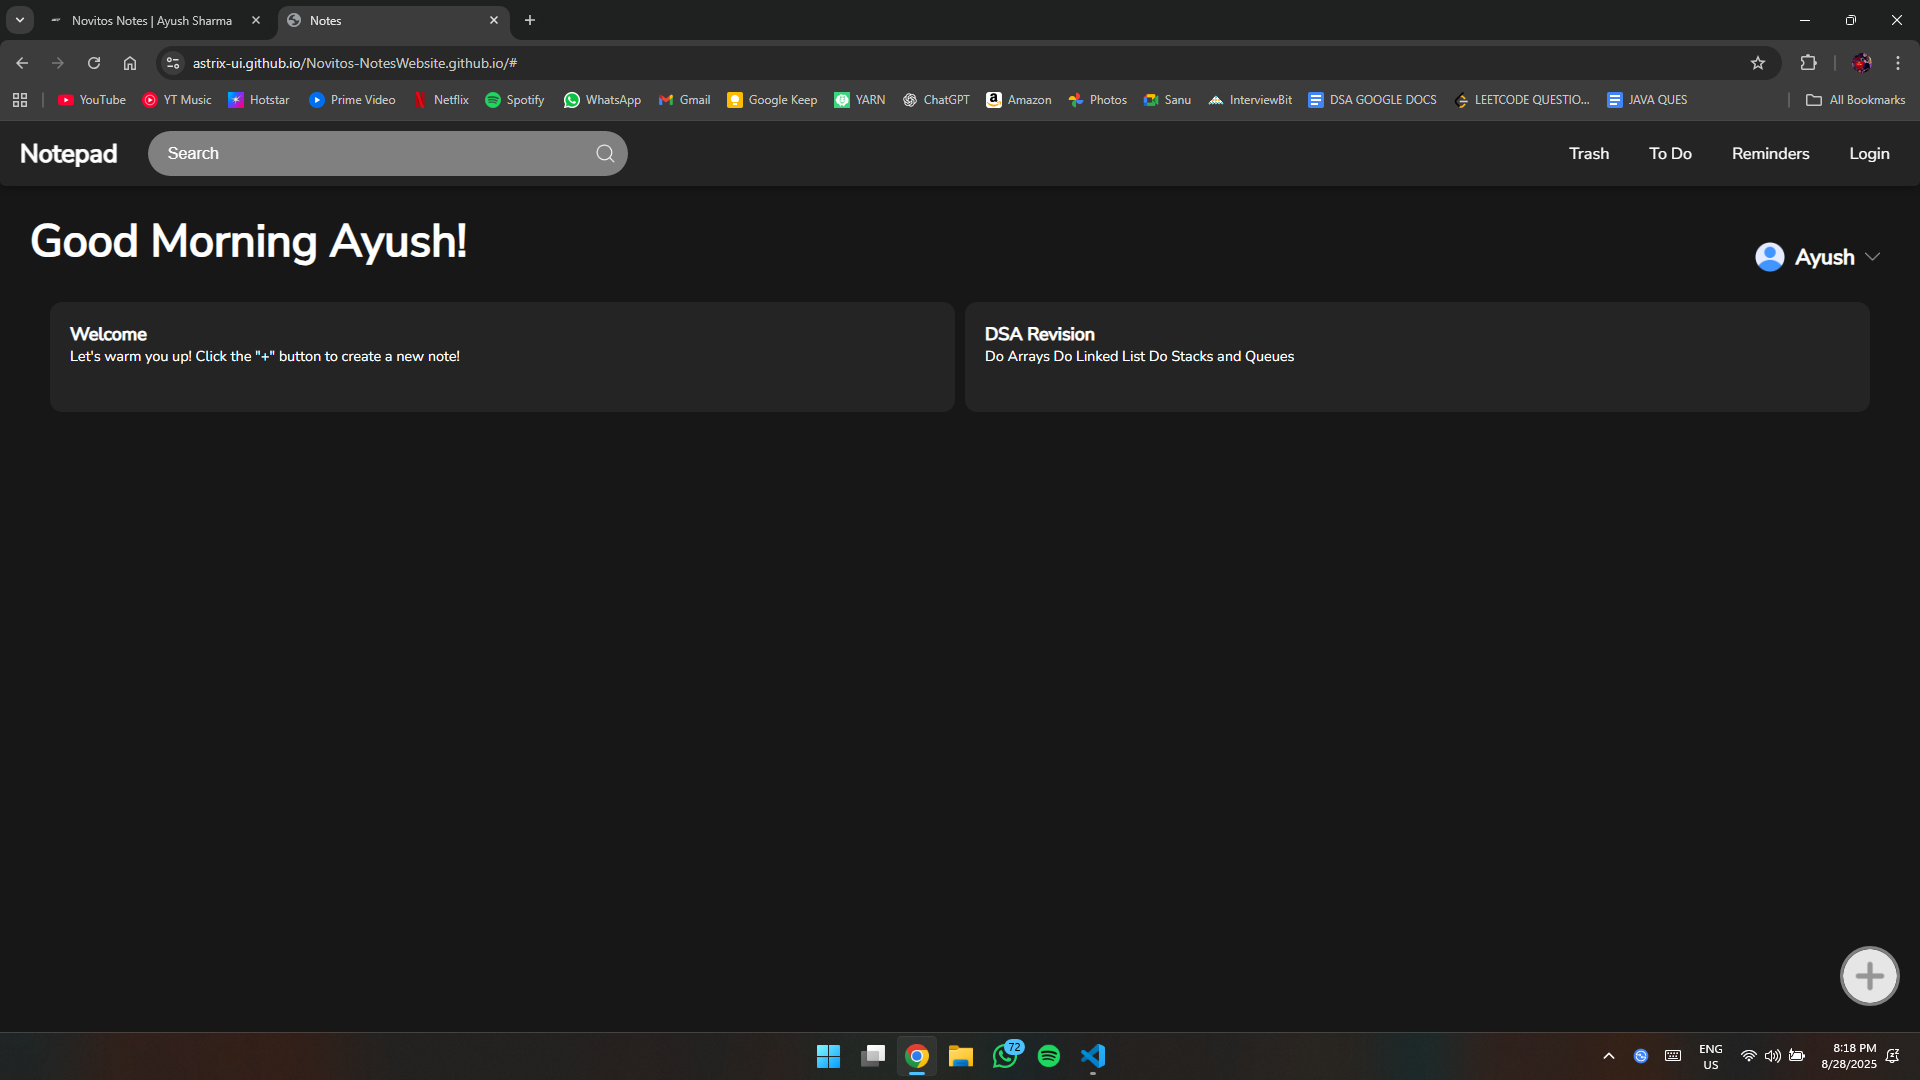 Novitos Notes | Ayush Sharma
Notes
astrix-ui.github.io/Novitos-NotesWebsite.github.io/#
YouTube YT Music Hotstar Prime Video Netflix Spotify WhatsApp Gmail Google Keep YARN ChatGPT Amazon Photos Sanu InterviewBit DSA GOOGLE DOCS LEETCODE QUESTIO... JAVA QUES All Bookmarks
Notepad Search Trash To Do Reminders Login
Good Morning Ayush!
Ayush
Welcome
Let's warm you up! Click the "+" button to create a new note!
DSA Revision
Do Arrays Do Linked List Do Stacks and Queues
72
ENG
US
8:18 PM
8/28/2025